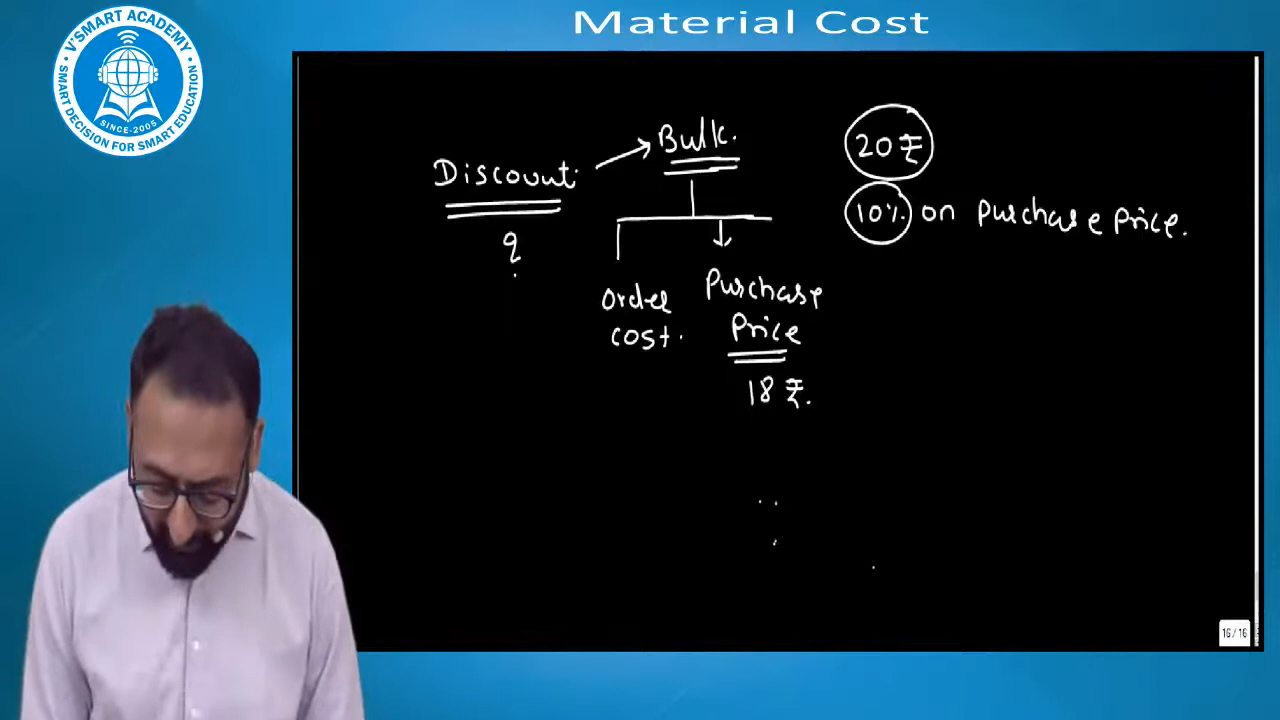 Material Cost
V'SMART ACADEMY
SINCE-2005
SMART DECISION FOR SMART EDUCATION
Discount
Bulk.
20 ₹
10% on Purchase Price.
Order
Cost.
Purchase
Price
18 ₹.
16/16